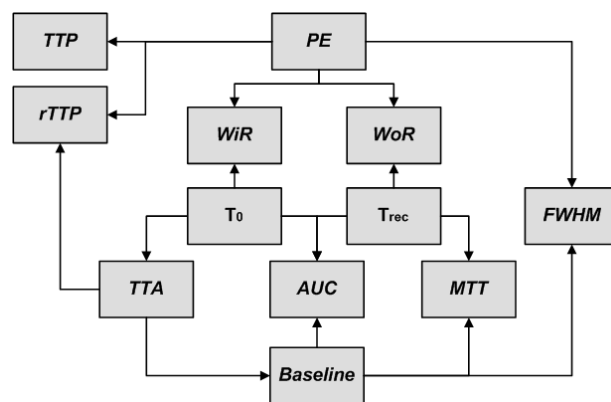 TTP
PE
rTTP
WiR
WoR
T0
Trec
FWHM
TTA
AUC
MTT
Baseline